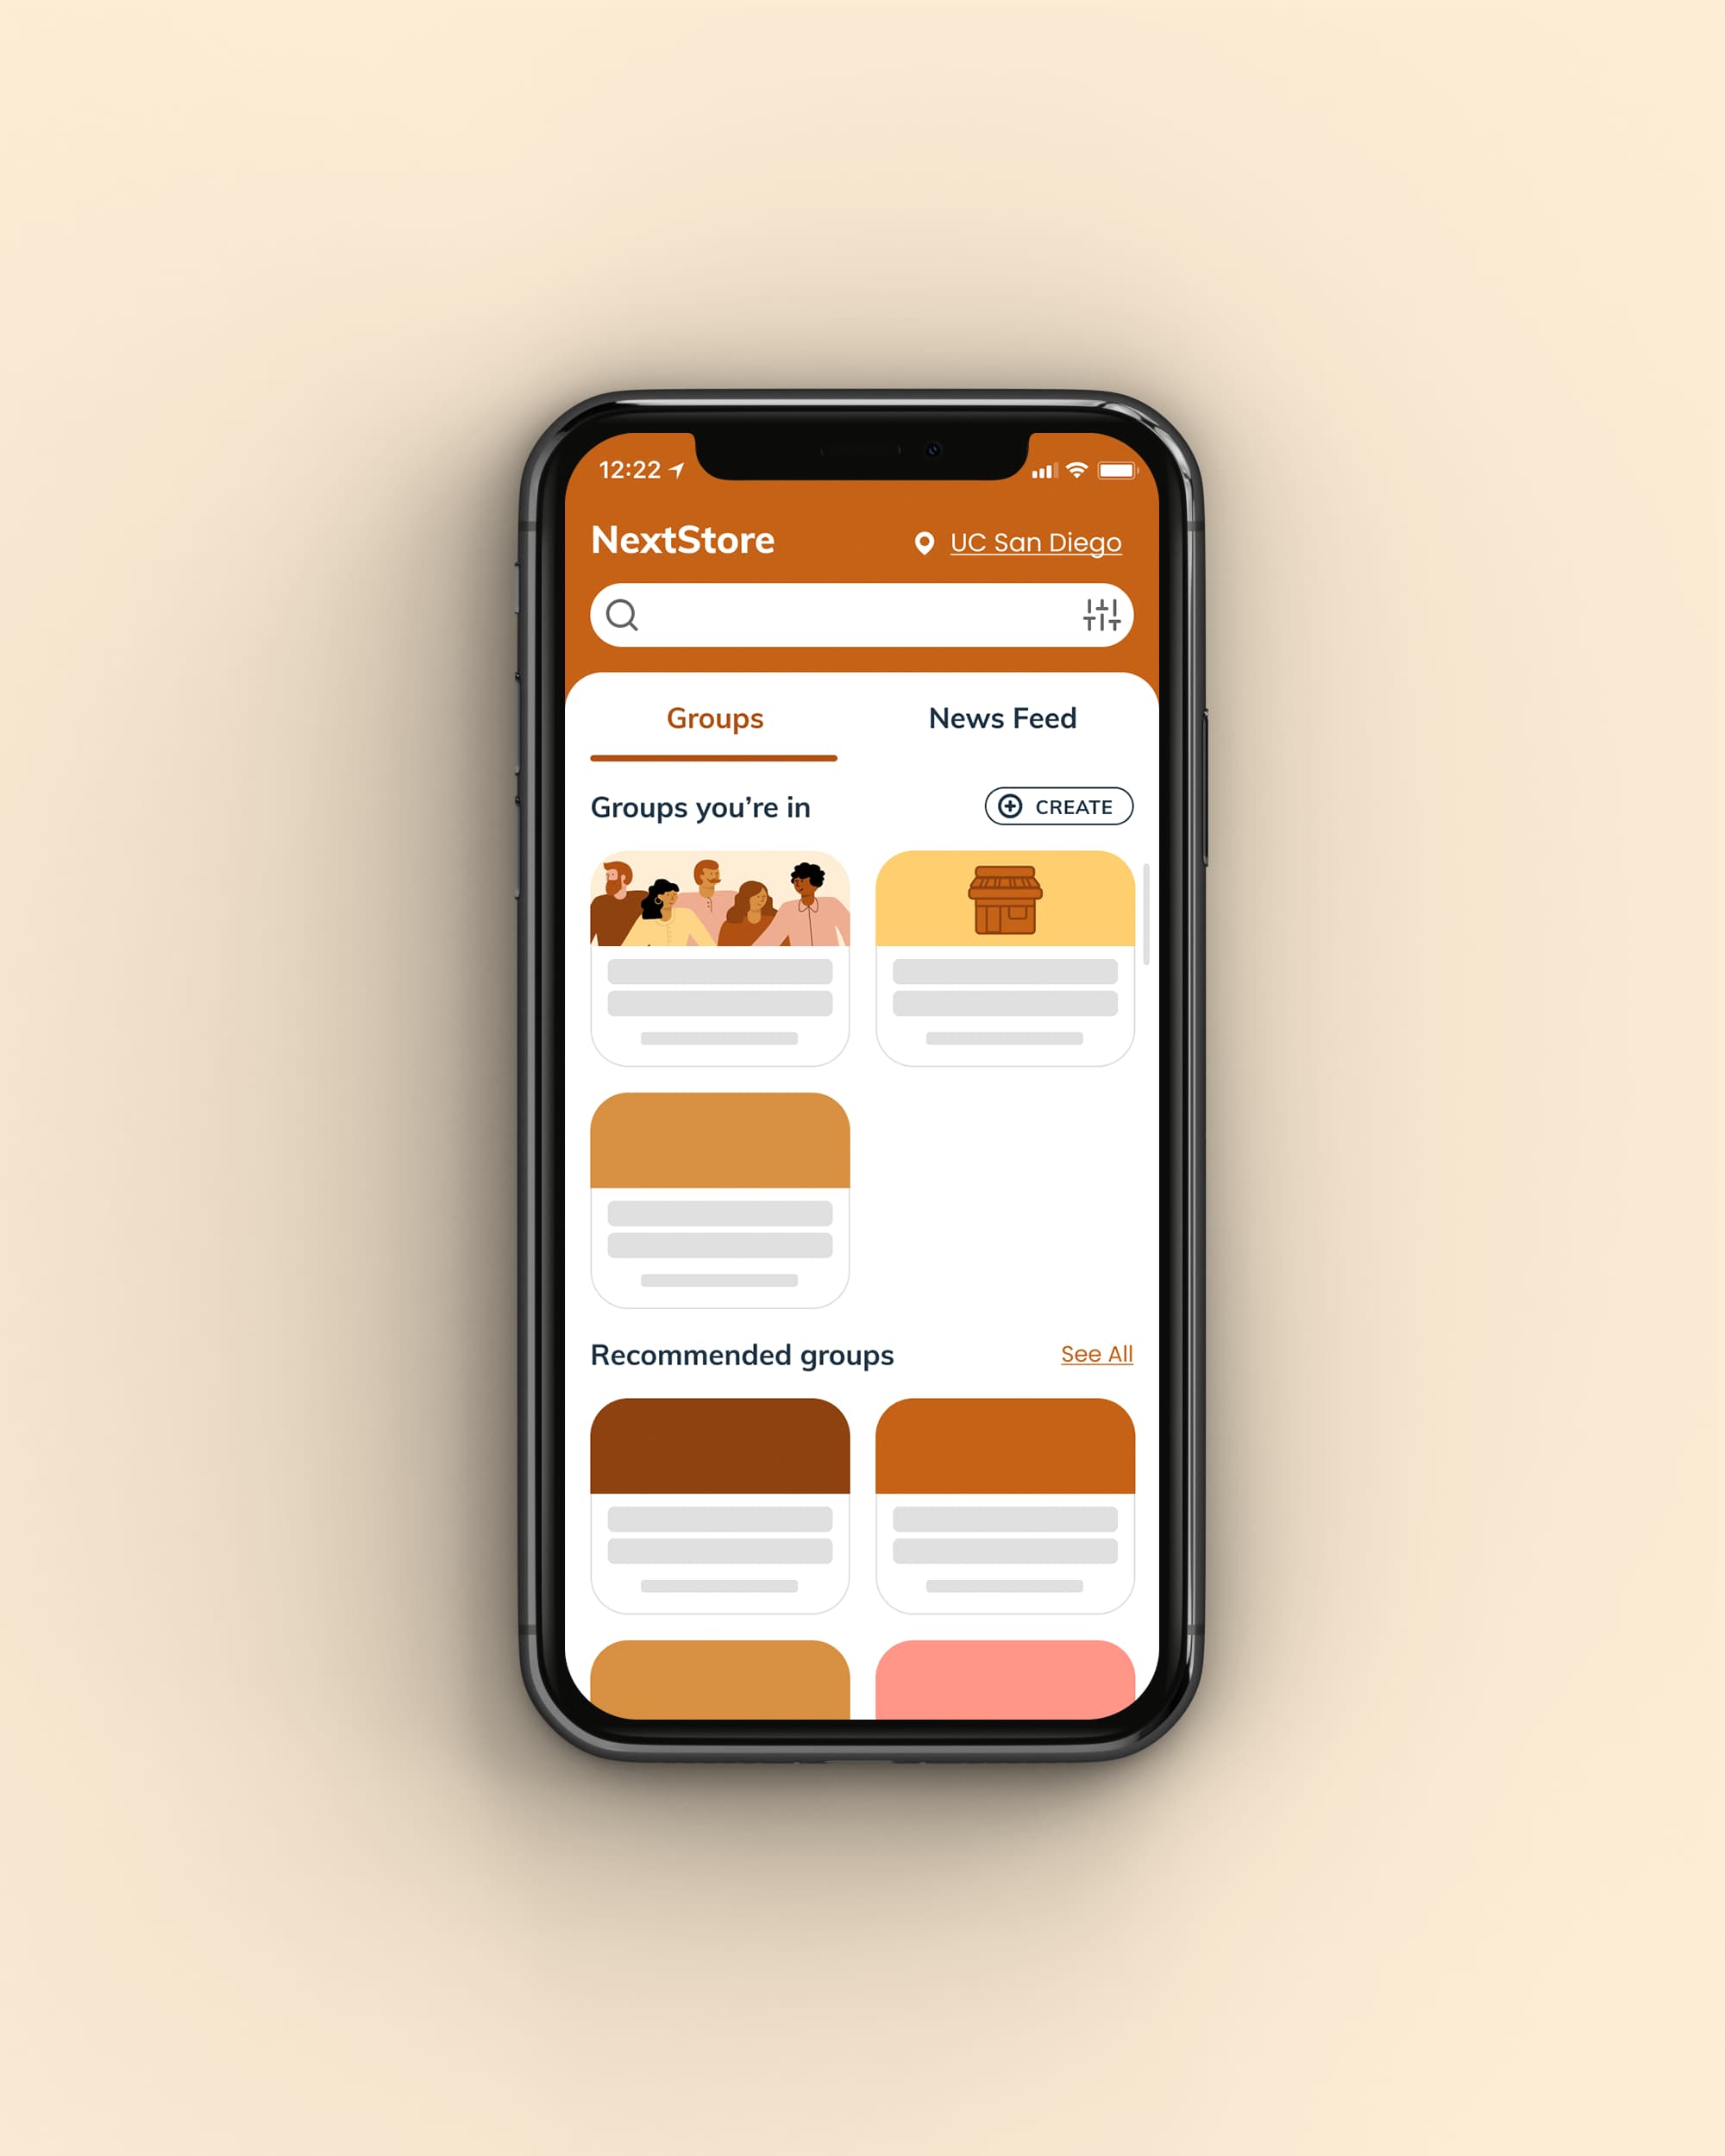 12:22
NextStore
UC San Diego
Groups
News Feed
Groups you’re in
CREATE
Recommended groups
See All